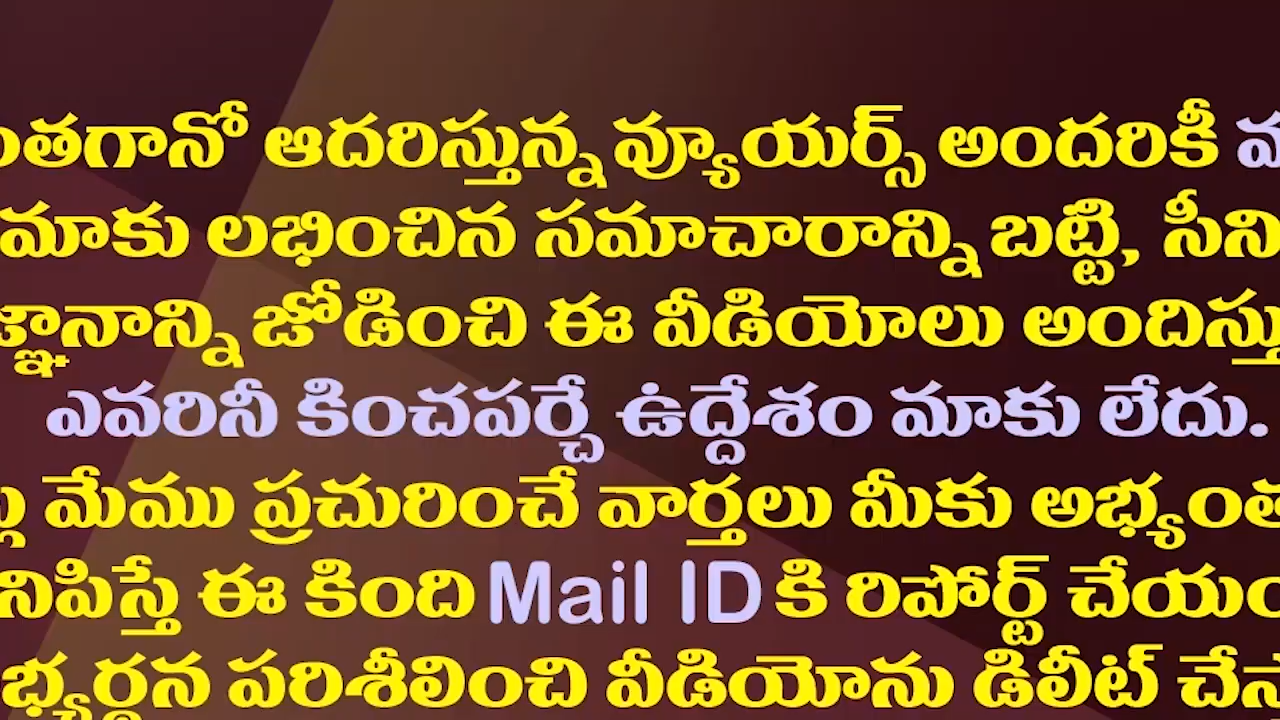 ంతగానో ఆదరిస్తున్న వ్యూయర్స్ అందరికీ
మాకు లభించిన సమాచారాన్ని బట్టి, సీని
జ్ఞానాన్ని జోడించి ఈ వీడియోలు అందిస్తు
ఎవరినీ కించపర్చే ఉద్దేశం మాకు లేదు.
మేము ప్రచురించే వార్తలు మీకు అభ్యంత
నిపిస్తే ఈ కింది Mail ID కి రిపోర్ట్ చేయం
భ్యర్థన పరిశీలించి వీడియోను డిలీట్ చేస